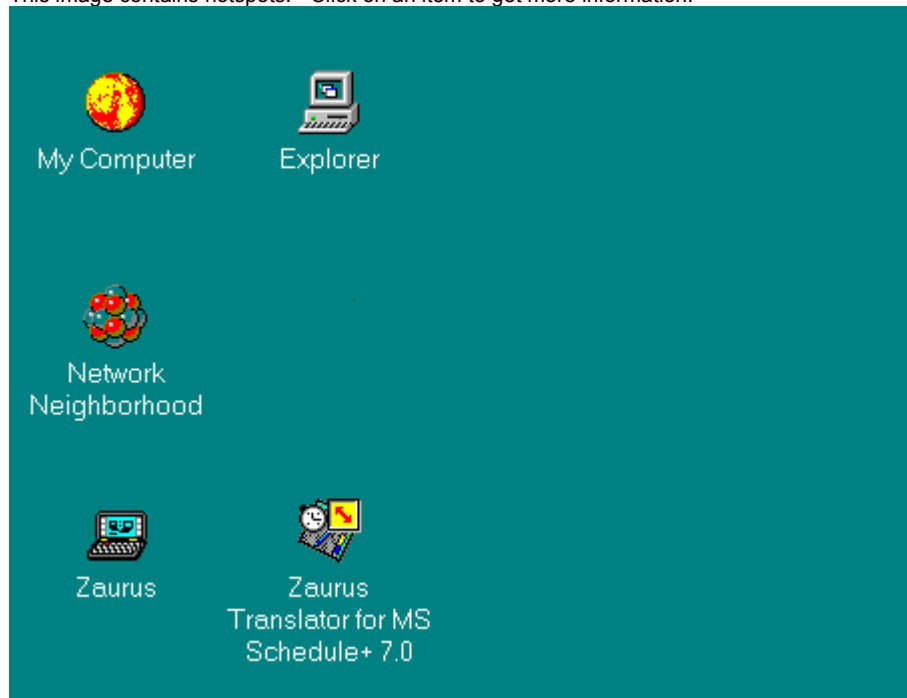 This image contains hotspots. Click on an item to get more information.
My Computer
Explorer
Network
Neighborhood
Zaurus
Zaurus
Translator for MS
Schedule+ 7.0